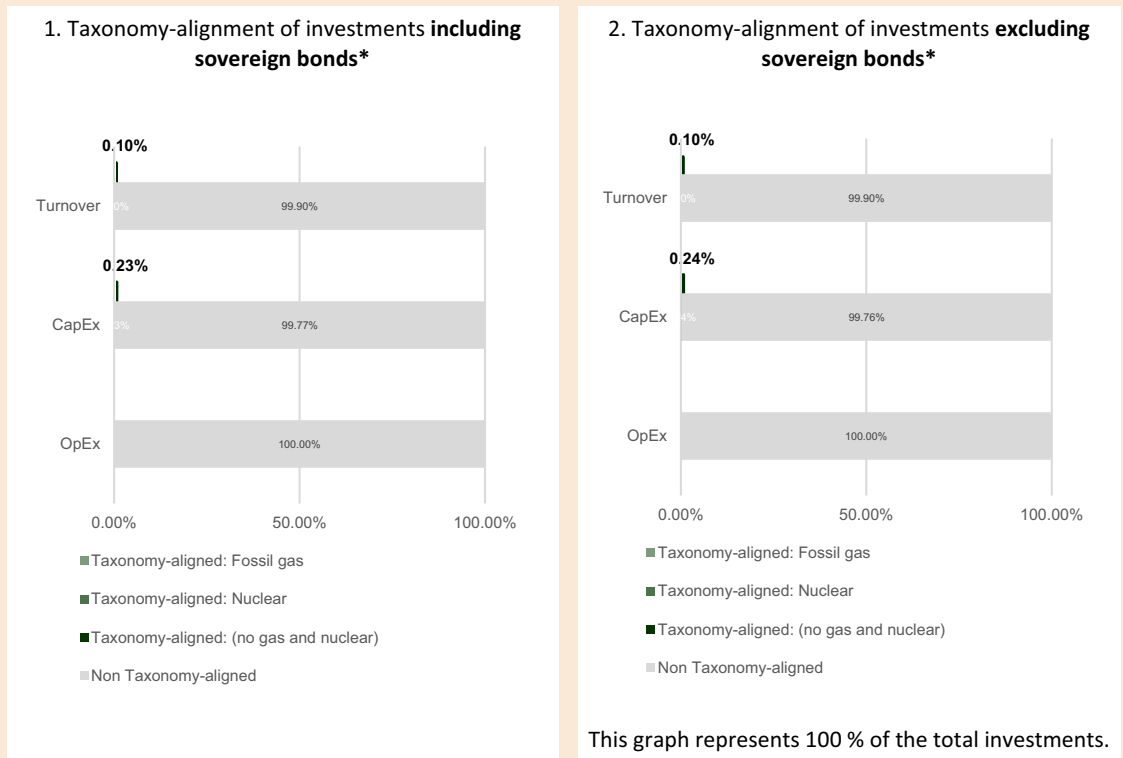 1. Taxonomy-alignment of investments including
sovereign bonds*
0.10%
Turnover
0%
99.90%
0.23%
CapEx
3%
99.77%
OpEx
100.00%
0.00%
50.00%
100.00%
Taxonomy-aligned: Fossil gas
Taxonomy-aligned: Nuclear
Taxonomy-aligned: (no gas and nuclear)
Non Taxonomy-aligned
2. Taxonomy-alignment of investments excluding
sovereign bonds*
0.10%
Turnover
0%
99.90%
0.24%
CapEx
4%
99.76%
OpEx
100.00%
0.00%
50.00%
100.00%
Taxonomy-aligned: Fossil gas
Taxonomy-aligned: Nuclear
Taxonomy-aligned: (no gas and nuclear)
Non Taxonomy-aligned
This graph represents 100 % of the total investments.